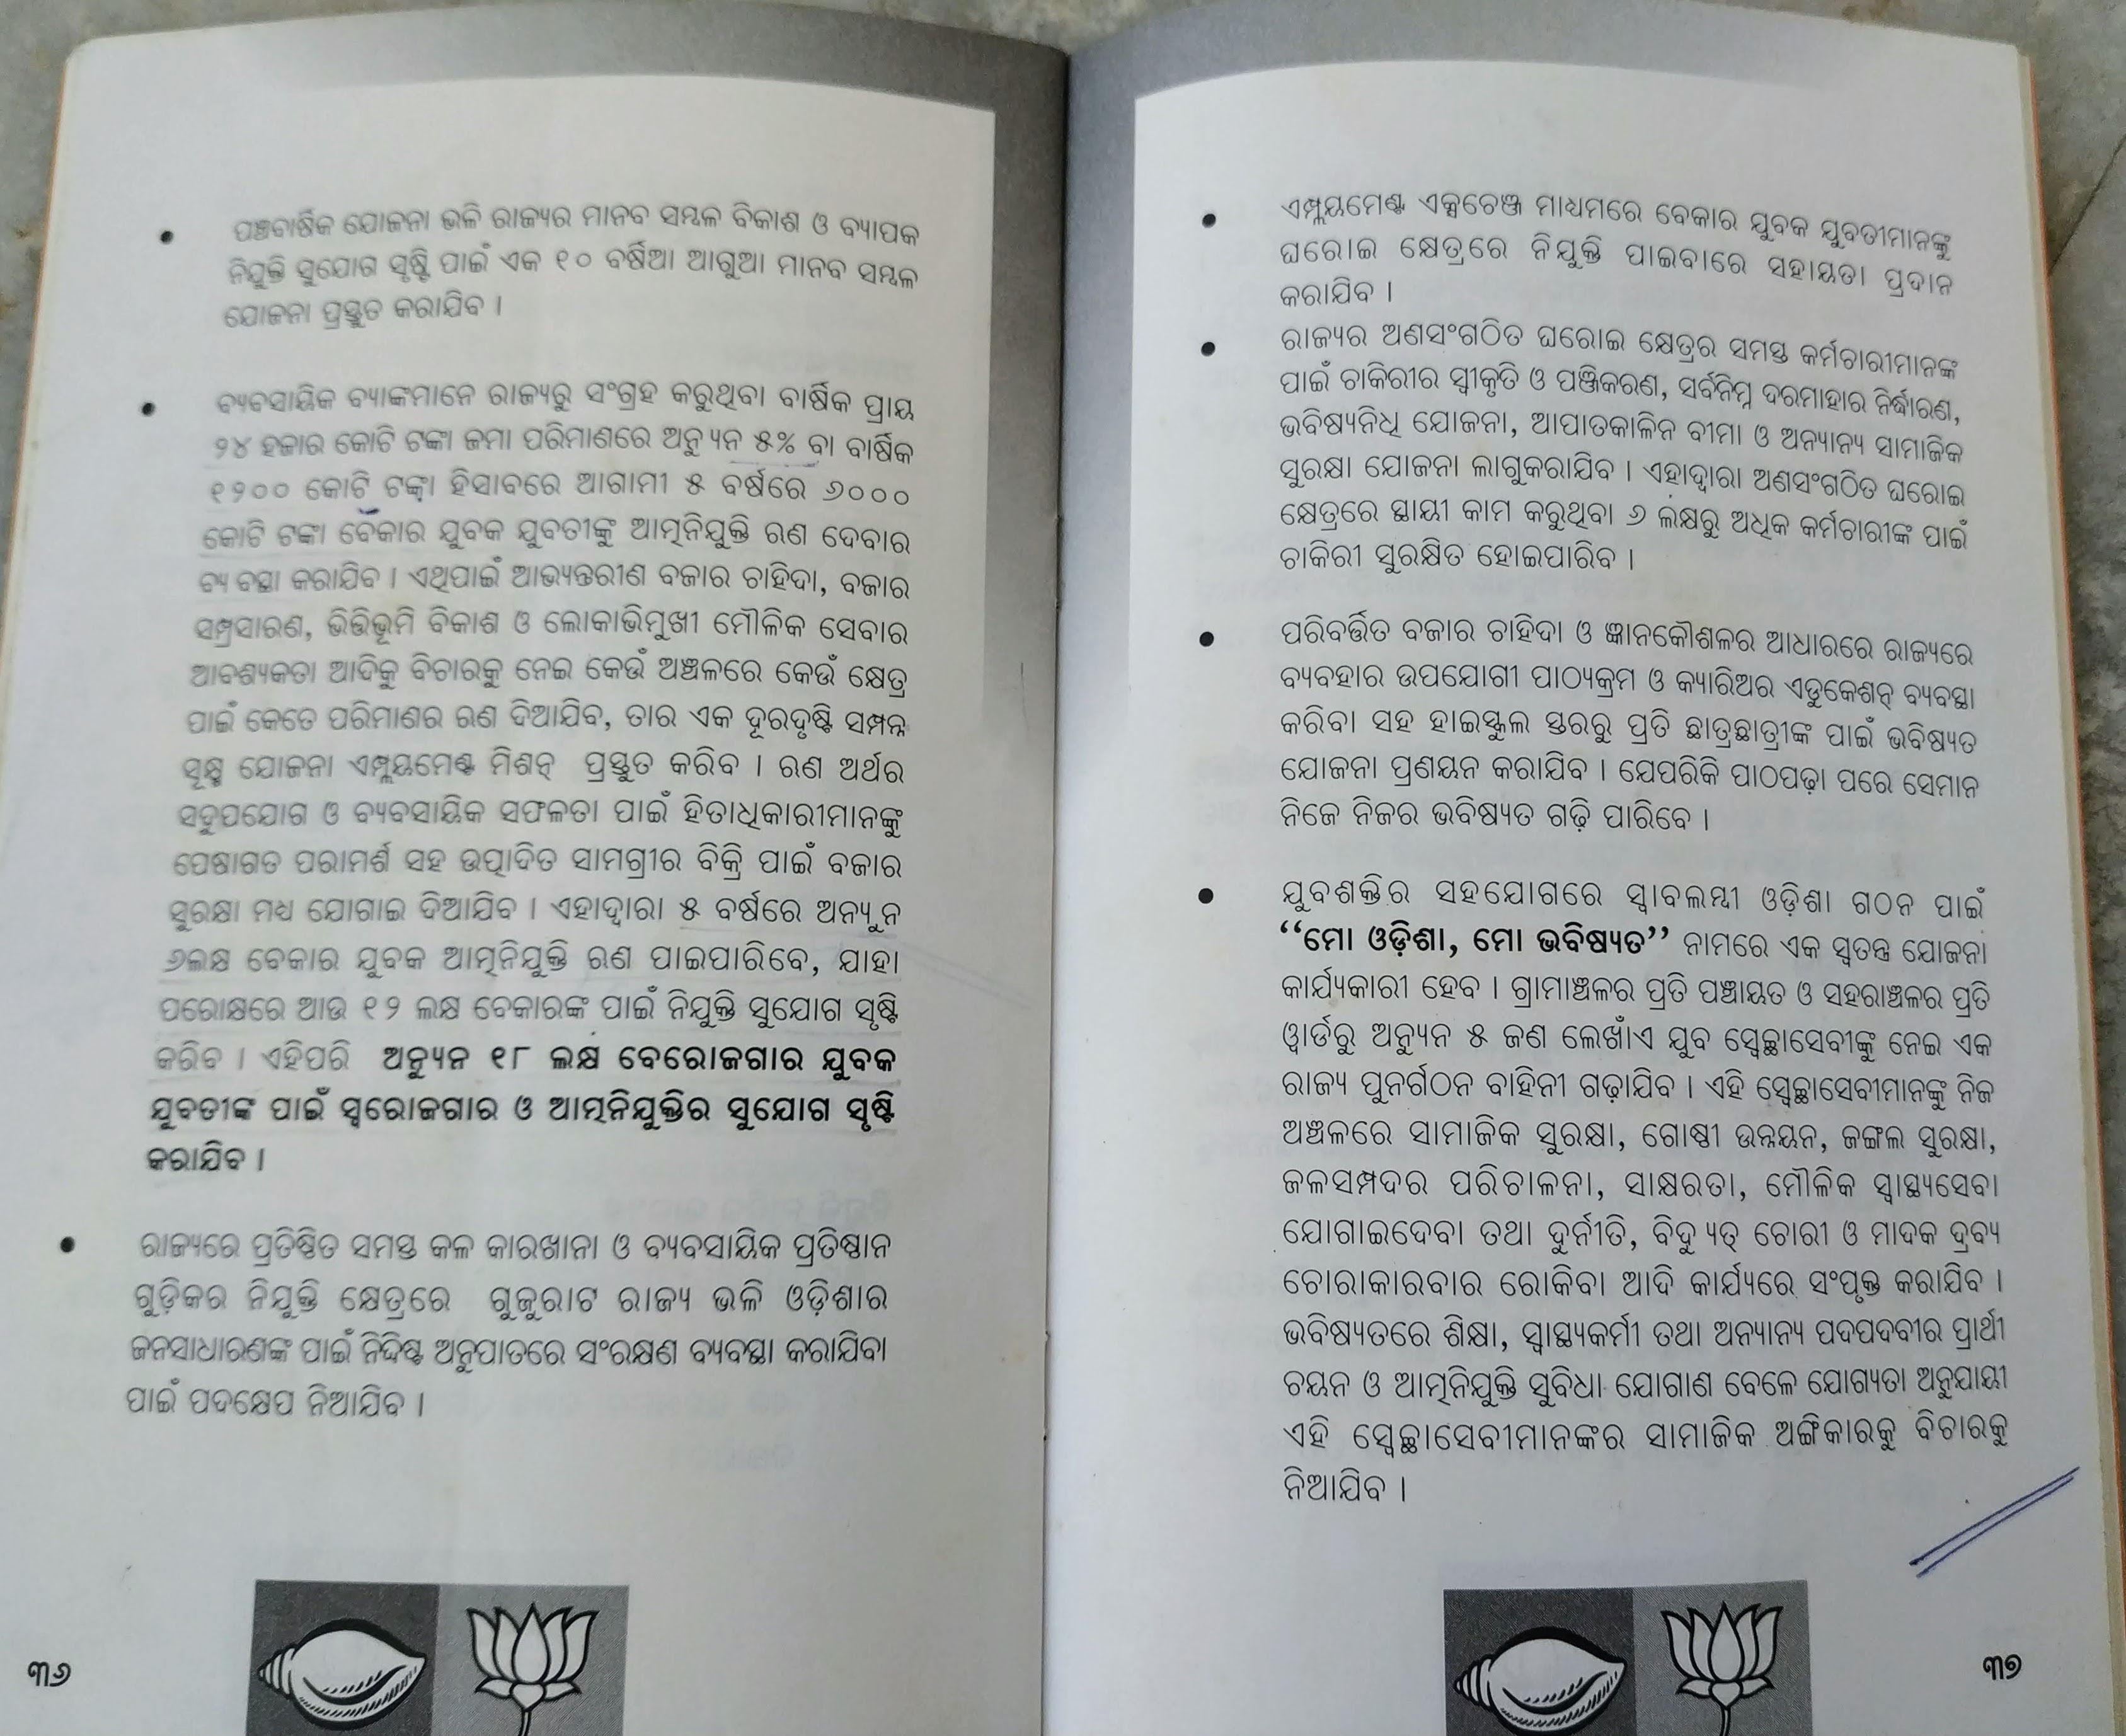 ପଞ୍ଚବାର୍ଷିକ ଯୋଜନା ଭଳି ରାଜ୍ୟର ମାନବ ସମ୍ବଳ ବିକାଶ ଓ ବ୍ୟାପକ
ନିଯୁକ୍ତି ସୁଯୋଗ ସୃଷ୍ଟି ପାଇଁ ଏକ ୧୦ ବର୍ଷିଆ ଆଗୁଆ ମାନବ ସମ୍ବଳ
ଯୋଜନା ପ୍ରସ୍ତୁତ କରାଯିବ ।
ବ୍ୟବସାୟିକ ବ୍ୟାଙ୍କମାନେ ରାଜ୍ୟରୁ ସଂଗ୍ରହ କରୁଥିବା ବାର୍ଷିକ ପ୍ରାୟ
୨୪ ହଜାର କୋଟି ଟଙ୍କା ଜମା ପରିମାଣରେ ଅନ୍ୟୁନ ୫% ବା ବାର୍ଷିକ
୧୨୦୦ କୋଟି ଟଙ୍କା ହିସାବରେ ଆଗାମୀ ୫ ବର୍ଷରେ ୬୦୦୦
କୋଟି ଟଙ୍କା ବେକାର ଯୁବକ ଯୁବତୀଙ୍କୁ ଆତ୍ମନିଯୁକ୍ତି ଋଣ ଦେବାର
ବ୍ୟବସ୍ଥା କରାଯିବ । ଏଥିପାଇଁ ଆଭ୍ୟନ୍ତରୀଣ ବଜାର ଚାହିଦା, ବଜାର
ସମ୍ପ୍ରସାରଣ, ଭିତ୍ତିଭୂମି ବିକାଶ ଓ ଲୋକାଭିମୁଖୀ ମୌଳିକ ସେବାର
ଆବଶ୍ୟକତା ଆଦିକୁ ବିଚାରକୁ ନେଇ କେଉଁ ଅଞ୍ଚଳରେ କେଉଁ କ୍ଷେତ୍ର
ପାଇଁ କେତେ ପରିମାଣର ଋଣ ଦିଆଯିବ, ତାର ଏକ ଦୂରଦୃଷ୍ଟି ସମ୍ପନ୍ନ
ସୂକ୍ଷ୍ମ ଯୋଜନା ଏମ୍ପ୍ଲୟମେଣ୍ଟ ମିଶନ୍ ପ୍ରସ୍ତୁତ କରିବ । ଋଣ ଅର୍ଥର
ସଦୁପଯୋଗ ଓ ବ୍ୟବସାୟିକ ସଫଳତା ପାଇଁ ହିତାଧିକାରୀମାନଙ୍କୁ
ପେଷାଗତ ପରାମର୍ଶ ସହ ଉତ୍ପାଦିତ ସାମଗ୍ରୀର ବିକ୍ରି ପାଇଁ ବଜାର
ସୁରକ୍ଷା ମଧ୍ୟ ଯୋଗାଇ ଦିଆଯିବ । ଏହାଦ୍ୱାରା ୫ ବର୍ଷରେ ଅନ୍ୟୁନ
୬ଲକ୍ଷ ବେକାର ଯୁବକ ଆତ୍ମନିଯୁକ୍ତି ଋଣ ପାଇପାରିବେ, ଯାହା
ପରୋକ୍ଷରେ ଆଉ ୧୨ ଲକ୍ଷ ବେକାରଙ୍କ ପାଇଁ ନିଯୁକ୍ତି ସୁଯୋଗ ସୃଷ୍ଟି
କରିବ । ଏହିପରି ଅନ୍ୟୁନ ୧୮ ଲକ୍ଷ ବେରୋଜଗାର ଯୁବକ
ଯୁବତୀଙ୍କ ପାଇଁ ସ୍ୱରୋଜଗାର ଓ ଆତ୍ମନିଯୁକ୍ତିର ସୁଯୋଗ ସୃଷ୍ଟି
କରାଯିବ ।
ରାଜ୍ୟରେ ପ୍ରତିଷ୍ଠିତ ସମସ୍ତ କଳ କାରଖାନା ଓ ବ୍ୟବସାୟିକ ପ୍ରତିଷ୍ଠାନ
ଗୁଡ଼ିକର ନିଯୁକ୍ତି କ୍ଷେତ୍ରରେ ଗୁଜୁରାଟ ରାଜ୍ୟ ଭଳି ଓଡ଼ିଶାର
ଜନସାଧାରଣଙ୍କ ପାଇଁ ନିଦ୍ଦିଷ୍ଟ ଅନୁପାତରେ ସଂରକ୍ଷଣ ବ୍ୟବସ୍ଥା କରାଯିବା
ପାଇଁ ପଦକ୍ଷେପ ନିଆଯିବ ।
୩୬
ଏମ୍ପ୍ଲୟମେଣ୍ଟ ଏକ୍ସଚେଞ୍ଜ ମାଧ୍ୟମରେ ବେକାର ଯୁବକ ଯୁବତୀମାନଙ୍କୁ
ଘରୋଇ କ୍ଷେତ୍ରରେ ନିଯୁକ୍ତି ପାଇବାରେ ସହାୟତା ପ୍ରଦାନ
କରାଯିବ ।
ରାଜ୍ୟର ଅଣସଂଗଠିତ ଘରୋଇ କ୍ଷେତ୍ରର ସମସ୍ତ କର୍ମଚାରୀମାନଙ୍କ
ପାଇଁ ଚାକିରୀର ସ୍ୱୀକୃତି ଓ ପଞ୍ଜିକରଣ, ସର୍ବନିମ୍ନ ଦରମାହାର ନିର୍ଦ୍ଧାରଣ,
ଭବିଷ୍ୟନିଧି ଯୋଜନା, ଆପାତକାଳିନ ବୀମା ଓ ଅନ୍ୟାନ୍ୟ ସାମାଜିକ
ସୁରକ୍ଷା ଯୋଜନା ଲାଗୁକରାଯିବ । ଏହାଦ୍ୱାରା ଅଣସଂଗଠିତ ଘରୋଇ
କ୍ଷେତ୍ରରେ ସ୍ଥାୟୀ କାମ କରୁଥିବା ୬ ଲକ୍ଷରୁ ଅଧିକ କର୍ମଚାରୀଙ୍କ ପାଇଁ
ଚାକିରୀ ସୁରକ୍ଷିତ ହୋଇପାରିବ ।
ପରିବର୍ତ୍ତିତ ବଜାର ଚାହିଦା ଓ ଜ୍ଞାନକୌଶଳର ଆଧାରରେ ରାଜ୍ୟରେ
ବ୍ୟବହାର ଉପଯୋଗୀ ପାଠ୍ୟକ୍ରମ ଓ କ୍ୟାରିଅର ଏଡୁକେଶନ୍ ବ୍ୟବସ୍ଥା
କରିବା ସହ ହାଇସ୍କୁଲ ସ୍ତରରୁ ପ୍ରତି ଛାତ୍ରଛାତ୍ରୀଙ୍କ ପାଇଁ ଭବିଷ୍ୟତ
ଯୋଜନା ପ୍ରଣୟନ କରାଯିବ । ଯେପରିକି ପାଠପଢ଼ା ପରେ ସେମାନ
ନିଜେ ନିଜର ଭବିଷ୍ୟତ ଗଢ଼ି ପାରିବେ ।
ଯୁବଶକ୍ତିର ସହଯୋଗରେ ସ୍ୱାବଲମ୍ବୀ ଓଡ଼ିଶା ଗଠନ ପାଇଁ
“ମୋ ଓଡ଼ିଶା, ମୋ ଭବିଷ୍ୟତ” ନାମରେ ଏକ ସ୍ୱତନ୍ତ୍ର ଯୋଜନା
କାର୍ଯ୍ୟକାରୀ ହେବ । ଗ୍ରାମାଞ୍ଚଳର ପ୍ରତି ପଞ୍ଚାୟତ ଓ ସହରାଞ୍ଚଳର ପ୍ରତି
ୱାର୍ଡରୁ ଅନ୍ୟୁନ ୫ ଜଣ ଲେଖାଁଏ ଯୁବ ସ୍ୱେଚ୍ଛାସେବୀଙ୍କୁ ନେଇ ଏକ
ରାଜ୍ୟ ପୁନର୍ଗଠନ ବାହିନୀ ଗଢ଼ାଯିବ । ଏହି ସ୍ୱେଚ୍ଛାସେବୀମାନଙ୍କୁ ନିଜ
ଅଞ୍ଚଳରେ ସାମାଜିକ ସୁରକ୍ଷା, ଗୋଷ୍ଠୀ ଉନ୍ନୟନ, ଜଙ୍ଗଲ ସୁରକ୍ଷା,
ଜଳସମ୍ପଦର ପରିଚାଳନା, ସାକ୍ଷରତା, ମୌଳିକ ସ୍ୱାସ୍ଥ୍ୟସେବା
ଯୋଗାଇଦେବା ତଥା ଦୁର୍ନୀତି, ବିଦ୍ୟୁତ୍ ଚୋରୀ ଓ ମାଦକ ଦ୍ରବ୍ୟ
ଚୋରାକାରବାର ରୋକିବା ଆଦି କାର୍ଯ୍ୟରେ ସଂପୃକ୍ତ କରାଯିବ ।
ଭବିଷ୍ୟତରେ ଶିକ୍ଷା, ସ୍ୱାସ୍ଥ୍ୟକର୍ମୀ ତଥା ଅନ୍ୟାନ୍ୟ ପଦପଦବୀର ପ୍ରାର୍ଥୀ
ଚୟନ ଓ ଆତ୍ମନିଯୁକ୍ତି ସୁବିଧା ଯୋଗାଣ ବେଳେ ଯୋଗ୍ୟତା ଅନୁଯାୟୀ
ଏହି ସ୍ୱେଚ୍ଛାସେବୀମାନଙ୍କର ସାମାଜିକ ଅଙ୍ଗିକାରକୁ ବିଚାରକୁ
ନିଆଯିବ ।
୩୭